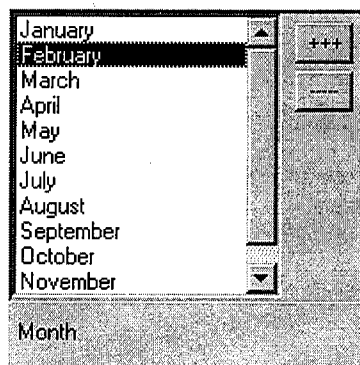 January
February
March
April
May
June
July
August
September
October
November
+++
----
Month